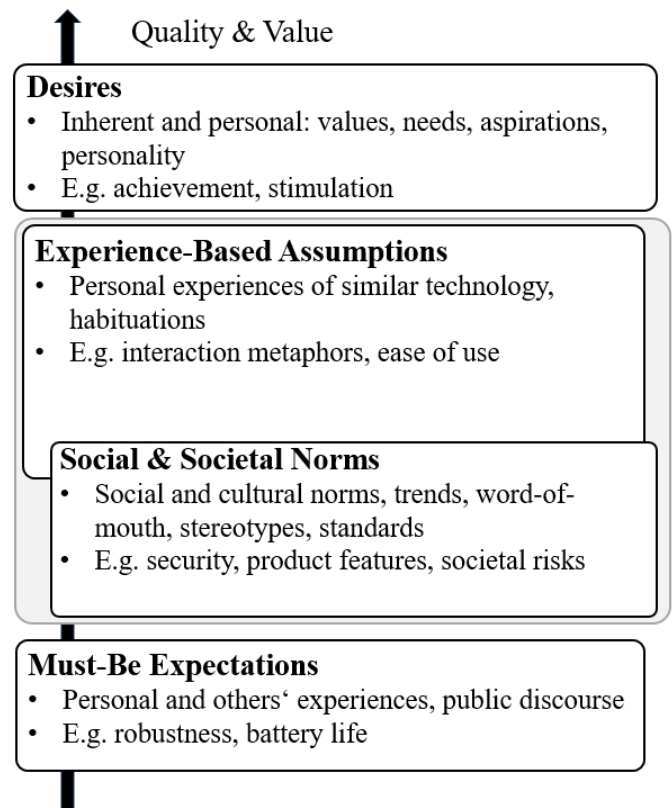 Quality & Value
Desires
• Inherent and personal: values, needs, aspirations,
personality
• E.g. achievement, stimulation
Experience-Based Assumptions
• Personal experiences of similar technology,
habituations
• E.g. interaction metaphors, ease of use
Social & Societal Norms
• Social and cultural norms, trends, word-of-
mouth, stereotypes, standards
• E.g. security, product features, societal risks
Must-Be Expectations
• Personal and others‘ experiences, public discourse
• E.g. robustness, battery life